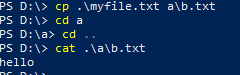 PS D:\> cp .\myfile.txt a\b.txt
PS D:\> cd a
PS D:\a> cd ..
PS D:\> cat .\a\b.txt
hello